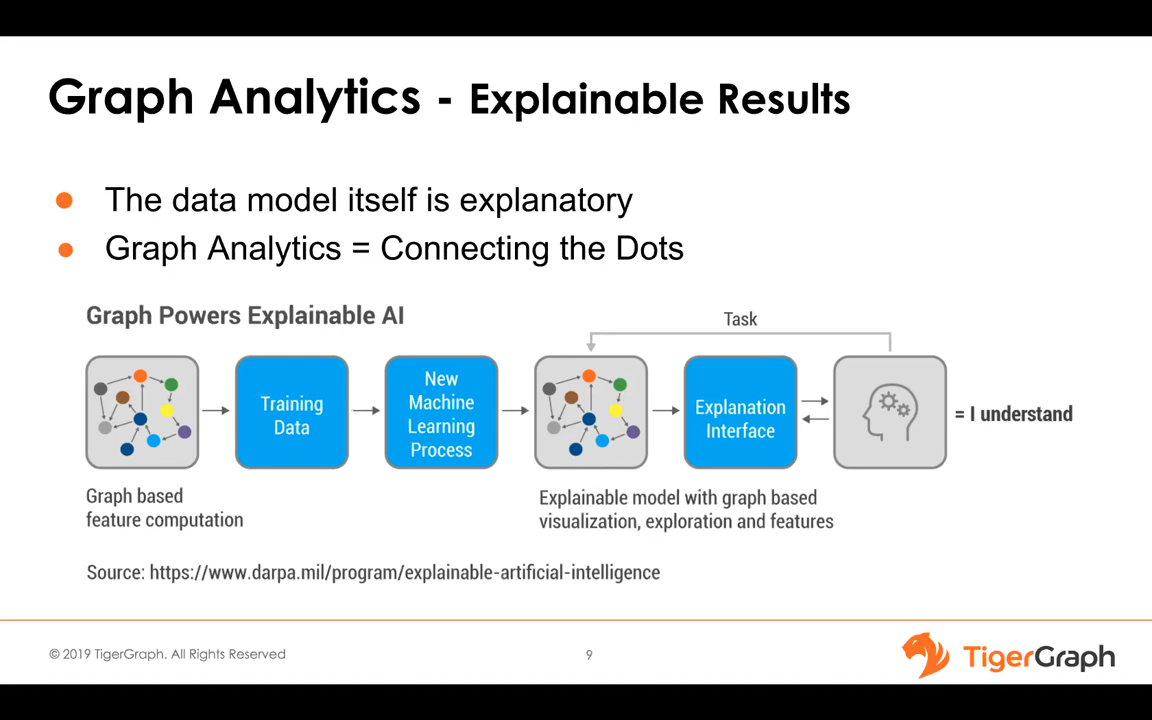 Graph Analytics - Explainable Results
The data model itself is explanatory
Graph Analytics = Connecting the Dots
Graph Powers Explainable AI
Task
Training
Data
New
Machine
Learning
Process
Explanation
Interface
= I understand
Graph based
feature computation
Explainable model with graph based
visualization, exploration and features
Source: https://www.darpa.mil/program/explainable-artificial-intelligence
© 2019 TigerGraph. All Rights Reserved
9
TigerGraph